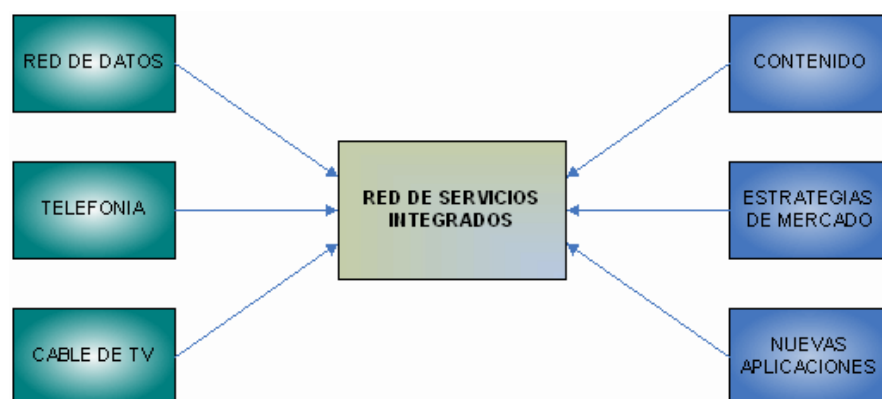 RED DE DATOS
TELEFONIA
CABLE DE TV
RED DE SERVICIOS
INTEGRADOS
CONTENIDO
ESTRATEGIAS
DE MERCADO
NUEVAS
APLICACIONES